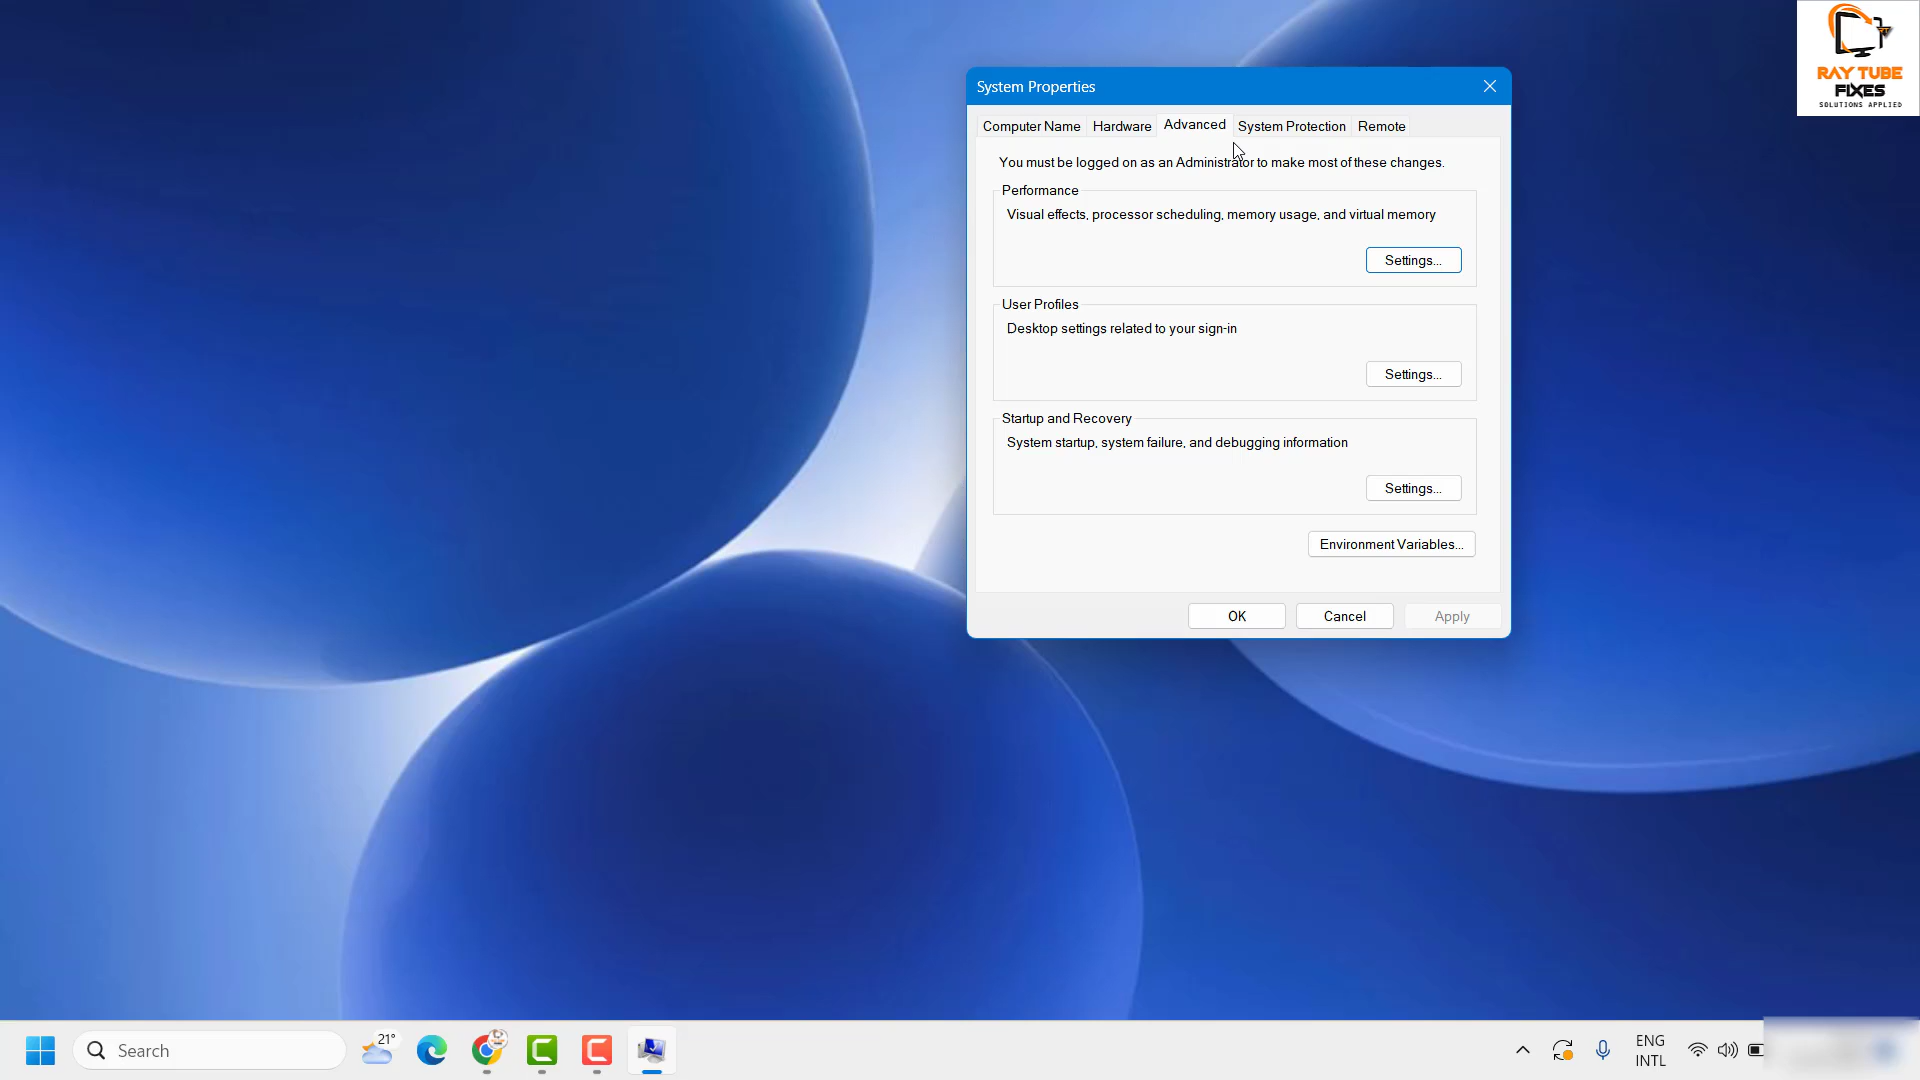 RAY TUBE
FIXES
SOLUTIONS APPLIED
System Properties
Computer Name Hardware Advanced System Protection Remote
You must be logged on as an Administrator to make most of these changes.
Performance
Visual effects, processor scheduling, memory usage, and virtual memory
Settings...
User Profiles
Desktop settings related to your sign-in
Settings...
Startup and Recovery
System startup, system failure, and debugging information
Settings...
Environment Variables...
OK Cancel Apply
Search 21° ENG
INTL